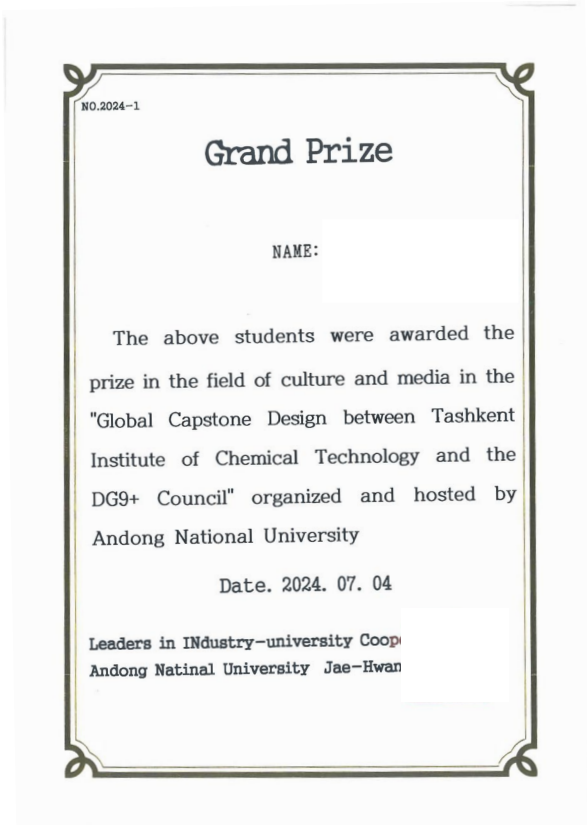 NO.2024-1
Grand Prize
NAME:
The above students were awarded the
prize in the field of culture and media in the
"Global Capstone Design between Tashkent
Institute of Chemical Technology and the
DG9+ Council" organized and hosted by
Andong National University
Date. 2024. 07. 04
Leaders in INdustry-university
Andong Natinal University Jae-Hwan